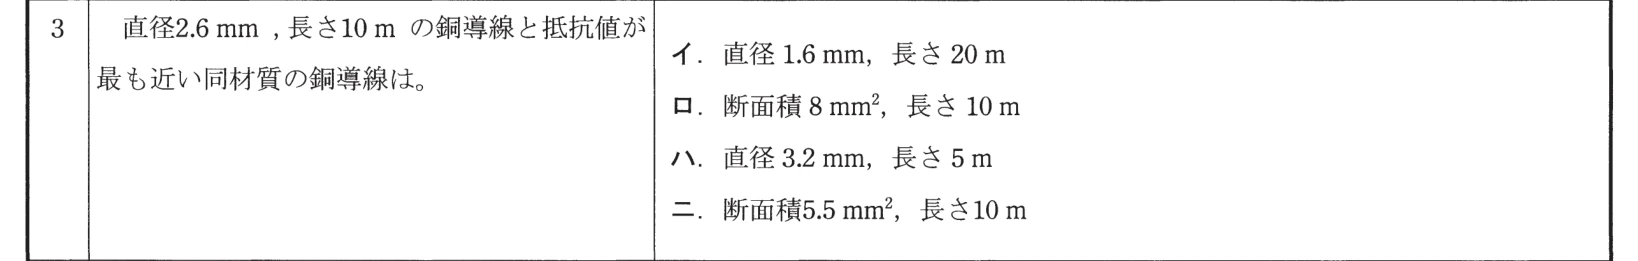 3
直径2.6 mm , 長さ10 m の銅導線と抵抗値が
最も近い同材質の銅導線は。
イ. 直径 1.6 mm, 長さ 20 m
ロ. 断面積 8 mm², 長さ 10 m
ハ. 直径 3.2 mm, 長さ 5 m
ニ. 断面積5.5 mm², 長さ10 m